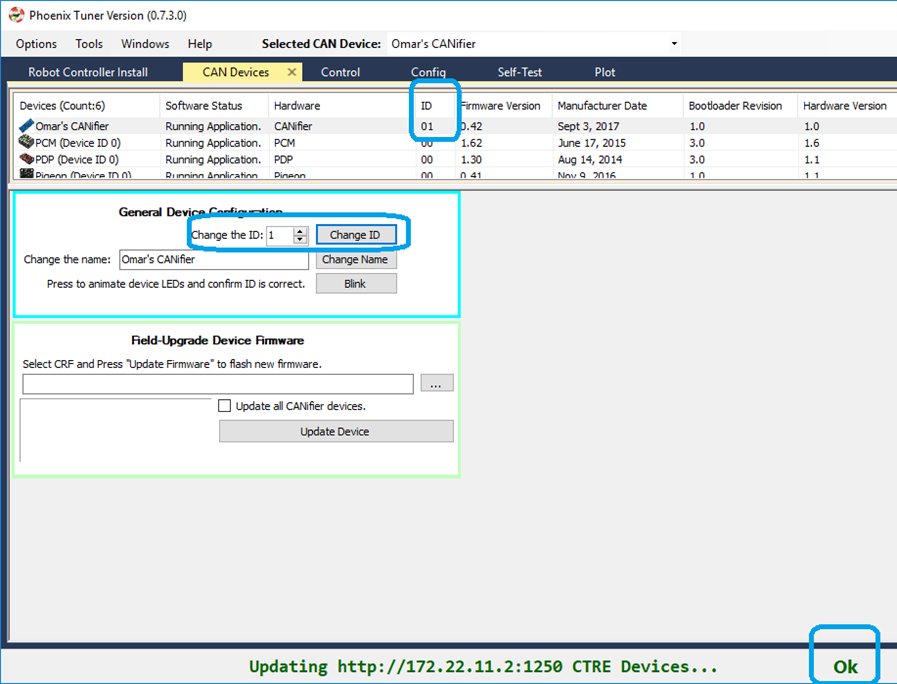 Phoenix Tuner Version (0.7.3.0)
Options Tools Windows Help Selected CAN Device: Omar's CANifier
Robot Controller Install CAN Devices Control Config Self-Test Plot
Devices (Count:6) Software Status Hardware ID Firmware Version Manufacturer Date Bootloader Revision Hardware Version
Omar's CANifier Running Application. CANifier 01 0.42 Sept 3, 2017 1.0 1.0
PCM (Device ID 0) Running Application. PCM 00 1.62 June 17, 2015 3.0 1.6
PDP (Device ID 0) Running Application. PDP 00 1.30 Aug 14, 2014 3.0 1.1
Pigeon (Device ID 0) Running Application. Pigeon 00 0.41 Nov 9, 2016 1.0 1.1
General Device Configuration
Change the ID: 1 Change ID
Change the name: Omar's CANifier Change Name
Press to animate device LEDs and confirm ID is correct. Blink
Field-Upgrade Device Firmware
Select CRF and Press "Update Firmware" to flash new firmware.
...
Update all CANifier devices.
Update Device
Updating http://172.22.11.2:1250 CTRE Devices... Ok